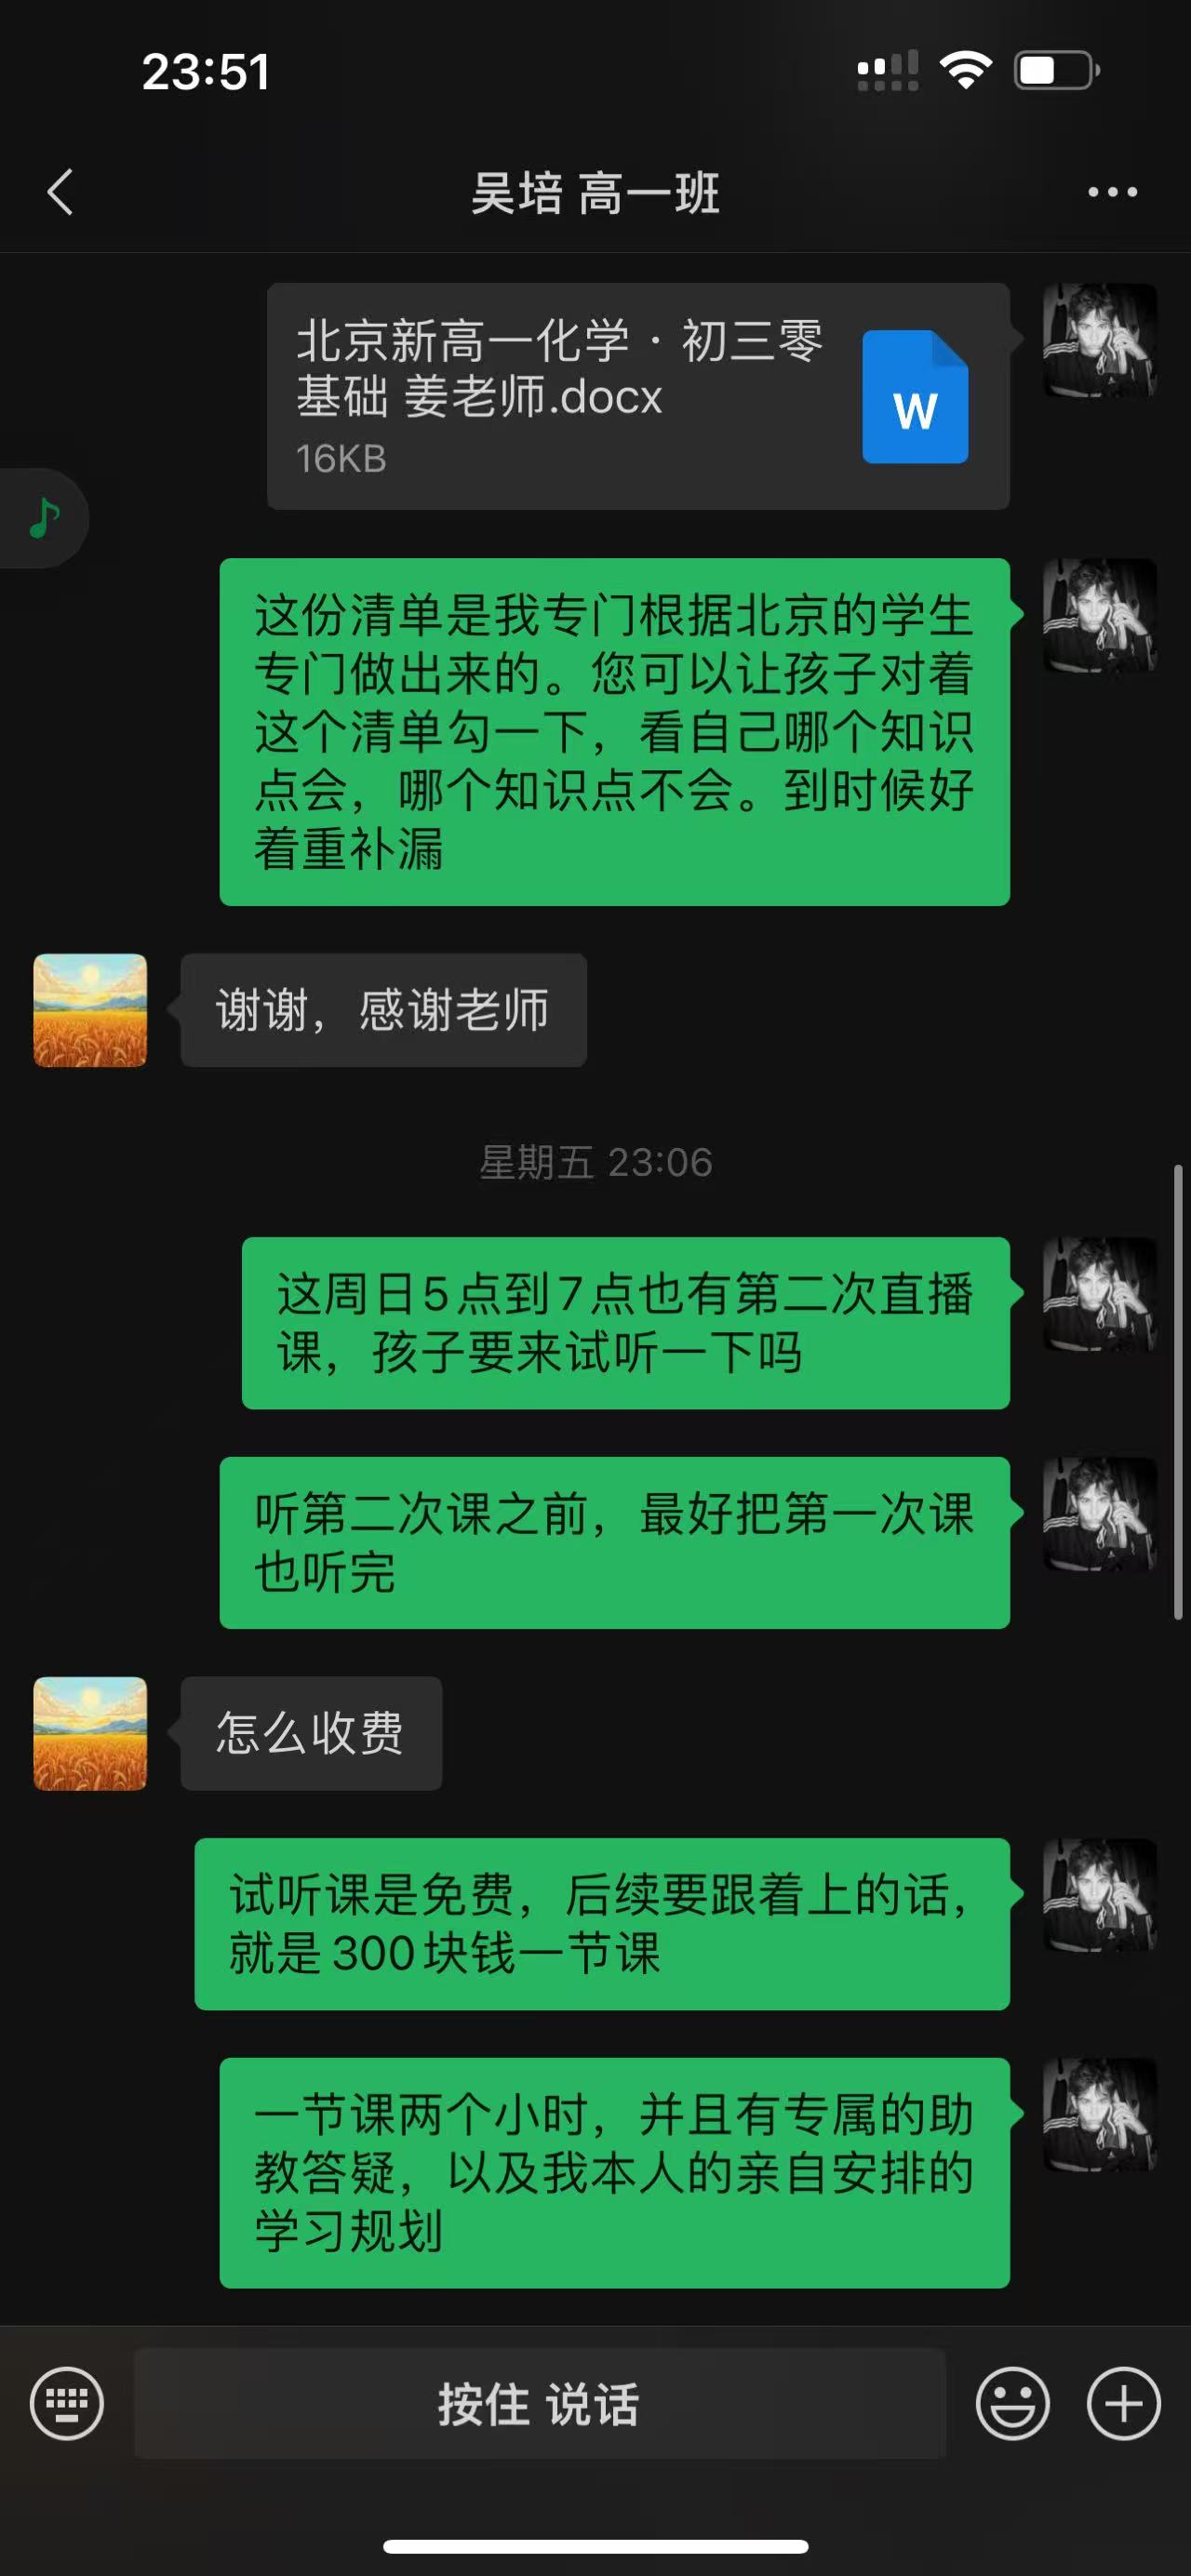 23:51
吴培 高一班
北京新高一化学·初三零
基础 姜老师.docx
16KB
W
这份清单是我专门根据北京的学生
专门做出来的。您可以让孩子对着
这个清单勾一下，看自己哪个知识
点会，哪个知识点不会。到时候好
着重补漏
谢谢，感谢老师
星期五 23:06
这周日5点到7点也有第二次直播
课，孩子要来试听一下吗
听第二次课之前，最好把第一次课
也听完
怎么收费
试听课是免费，后续要跟着上的话，
就是300块钱一节课
一节课两个小时，并且有专属的助
教答疑，以及我本人的亲自安排的
学习规划
按住 说话